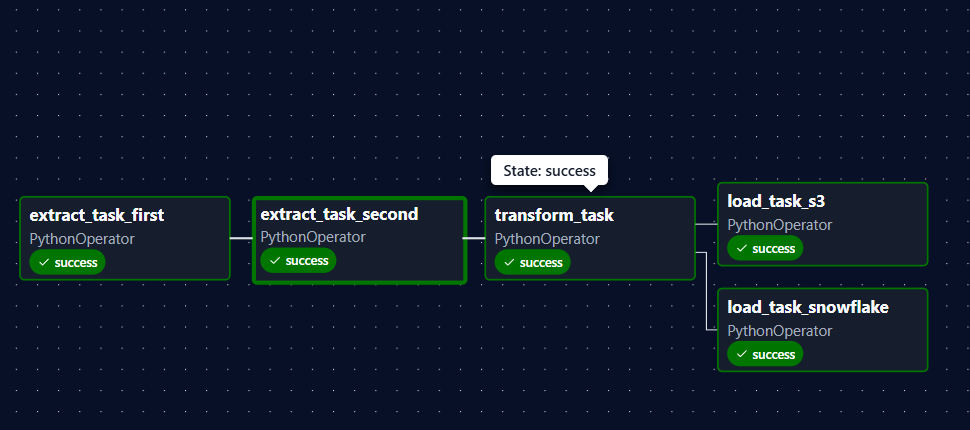 State: success
extract_task_first
PythonOperator
success
extract_task_second
PythonOperator
success
transform_task
PythonOperator
success
load_task_s3
PythonOperator
success
load_task_snowflake
PythonOperator
success